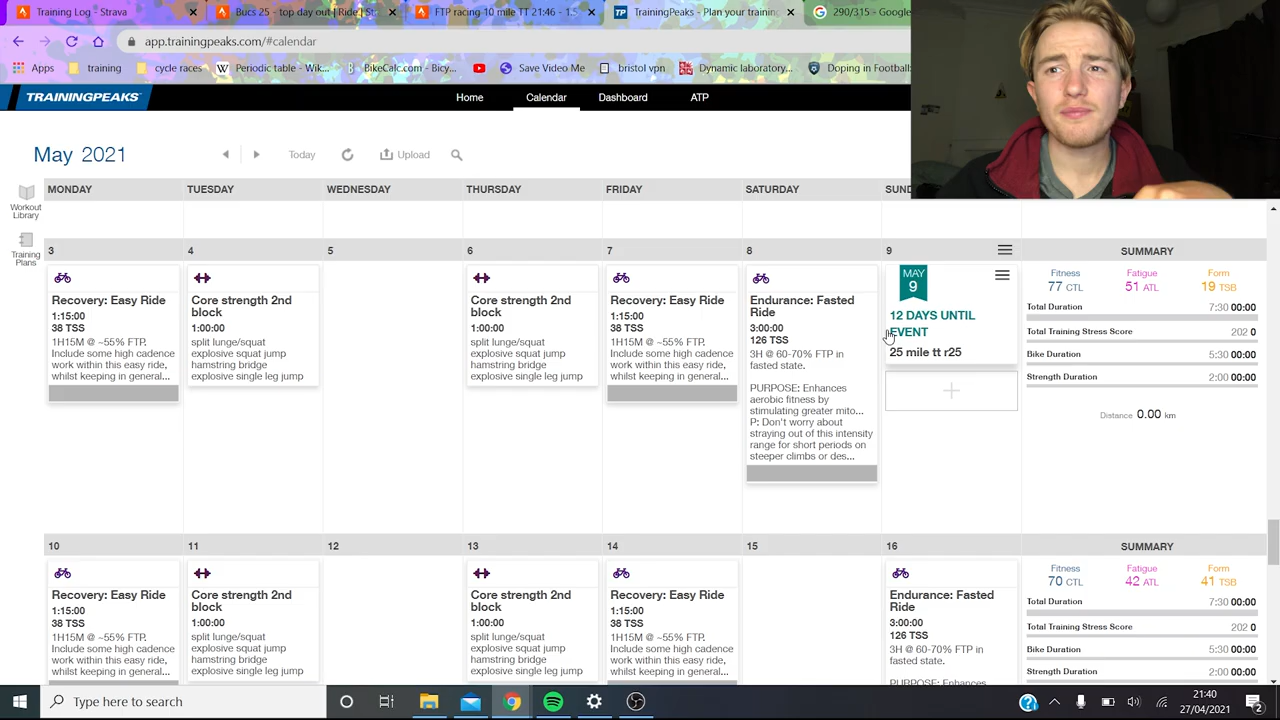 Bucs 25 - top day out | Ride | St
FTP racing 10 mile TT 21:46 - 1.5
TrainingPeaks - Plan your trainin
290/315 - G
app.trainingpeaks.com/#calendar
Apps
training
cycle races
Periodic table - Wik...
BikeCalc.com - Bicy...
Save Video Me
bristol vpn
Dynamic laborator...
Doping in Football
TRAININGPEAKS
Home
Calendar
Dashboard
ATP
May 2021
Today
Upload
Workout
Library
Training
Plans
MONDAY
TUESDAY
WEDNESDAY
THURSDAY
FRIDAY
SATURDAY
SUN
3
4
5
6
7
8
9
SUMMARY
Recovery: Easy Ride
1:15:00
38 TSS
1H15M @ ~55% FTP.
Include some high cadence
work within this easy ride,
whilst keeping in general...
Core strength 2nd
block
1:00:00
split lunge/squat
explosive squat jump
hamstring bridge
explosive single leg jump
Core strength 2nd
block
1:00:00
split lunge/squat
explosive squat jump
hamstring bridge
explosive single leg jump
Recovery: Easy Ride
1:15:00
38 TSS
1H15M @ ~55% FTP.
Include some high cadence
work within this easy ride,
whilst keeping in general...
Endurance: Fasted
Ride
3:00:00
126 TSS
3H @ 60-70% FTP in
fasted state.
PURPOSE: Enhances
aerobic fitness by
stimulating greater mito...
P: Don't worry about
straying out of this intensity
range for short periods on
steeper climbs or des...
MAY
9
12 DAYS UNTIL
EVENT
25 mile tt r25
Fitness
77 CTL
Fatigue
51 ATL
Form
19 TSB
Total Duration 7:30 00:00
Total Training Stress Score 202 0
Bike Duration 5:30 00:00
Strength Duration 2:00 00:00
Distance 0.00 km
10
11
12
13
14
15
16
SUMMARY
Recovery: Easy Ride
1:15:00
38 TSS
1H15M @ ~55% FTP.
Include some high cadence
work within this easy ride,
whilst keeping in general...
Core strength 2nd
block
1:00:00
split lunge/squat
explosive squat jump
hamstring bridge
explosive single leg jump
Core strength 2nd
block
1:00:00
split lunge/squat
explosive squat jump
hamstring bridge
explosive single leg jump
Recovery: Easy Ride
1:15:00
38 TSS
1H15M @ ~55% FTP.
Include some high cadence
work within this easy ride,
whilst keeping in general...
Endurance: Fasted
Ride
3:00:00
126 TSS
3H @ 60-70% FTP in
fasted state.
PURPOSE: Enhances
Fitness
70 CTL
Fatigue
42 ATL
Form
41 TSB
Total Duration 7:30 00:00
Total Training Stress Score 202 0
Bike Duration 5:30 00:00
Strength Duration 2:00 00:00
Type here to search
21:40
27/04/2021
2